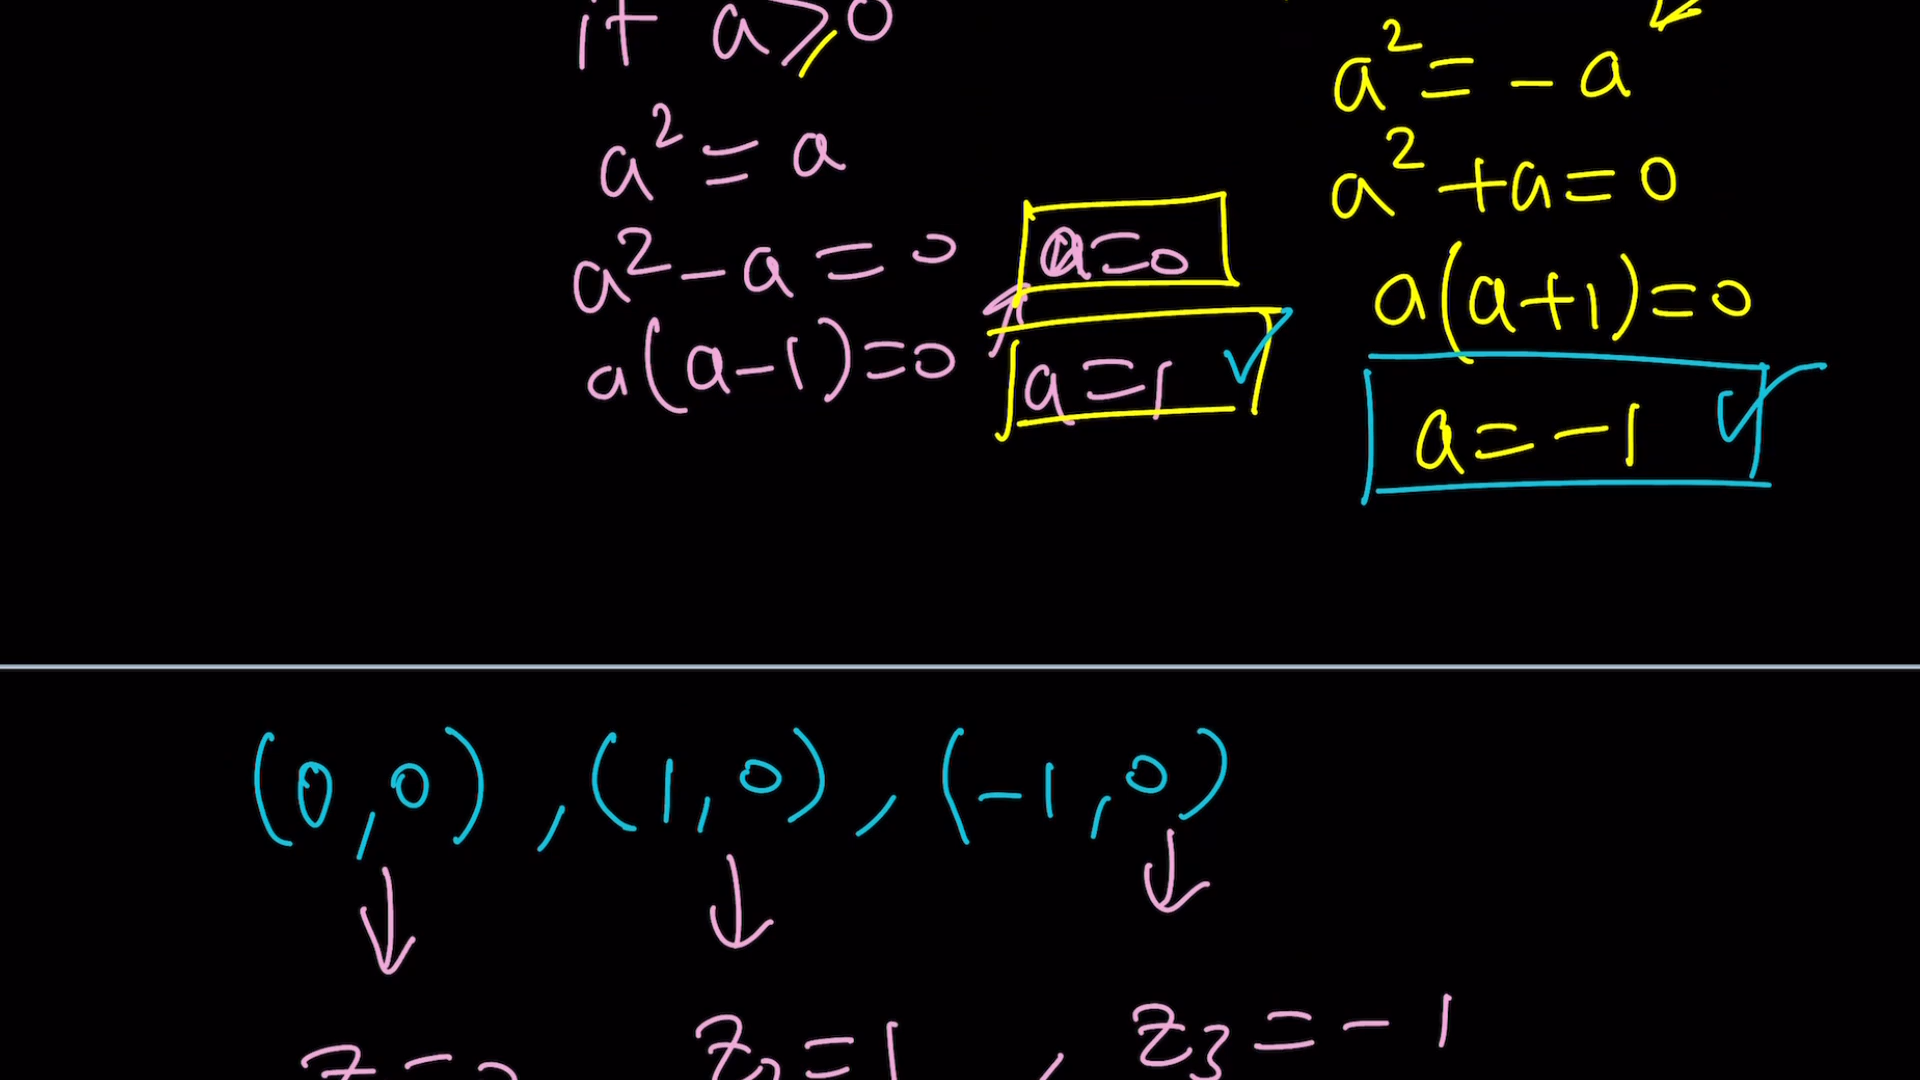 if a ≥ 0
a² = a
a² - a = 0
a(a-1)=0
a=0
a=1
a² = - a
a² + a = 0
a(a+1)=0
a = -1
(0,0) , (1,0) , (-1,0)
z₂ = 1 , z₃ = -1